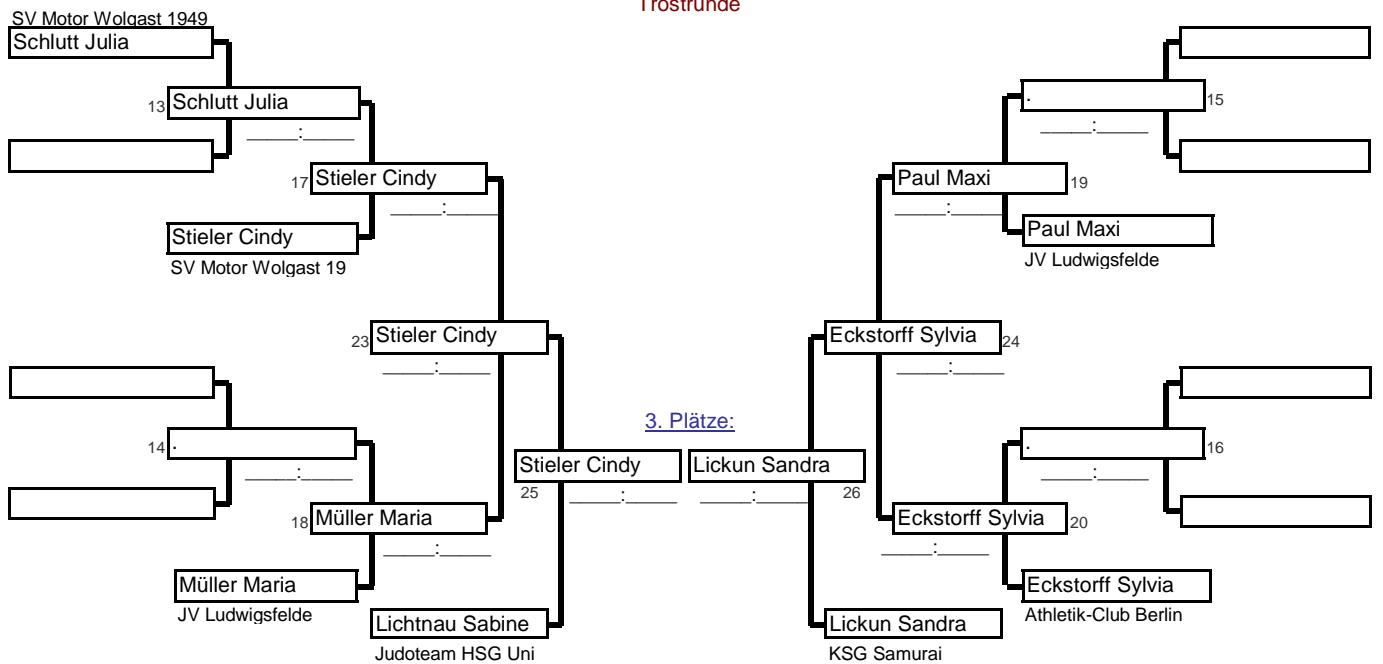 Trostrunde
SV Motor Wolgast 1949
Schlutt Julia
13 Schlutt Julia
. 15
_____:_____
_____:_____
17 Stieler Cindy
Paul Maxi 19
_____:_____
_____:_____
Stieler Cindy
Paul Maxi
SV Motor Wolgast 19
JV Ludwigsfelde
23 Stieler Cindy
Eckstorff Sylvia 24
_____:_____
_____:_____
3. Plätze:
14 .
. 16
Stieler Cindy
Lickun Sandra
_____:_____
_____:_____
25 _____:_____
_____:_____ 26
18 Müller Maria
Eckstorff Sylvia 20
_____:_____
_____:_____
Müller Maria
Eckstorff Sylvia
JV Ludwigsfelde
Athletik-Club Berlin
Lichtnau Sabine
Lickun Sandra
Judoteam HSG Uni
KSG Samurai